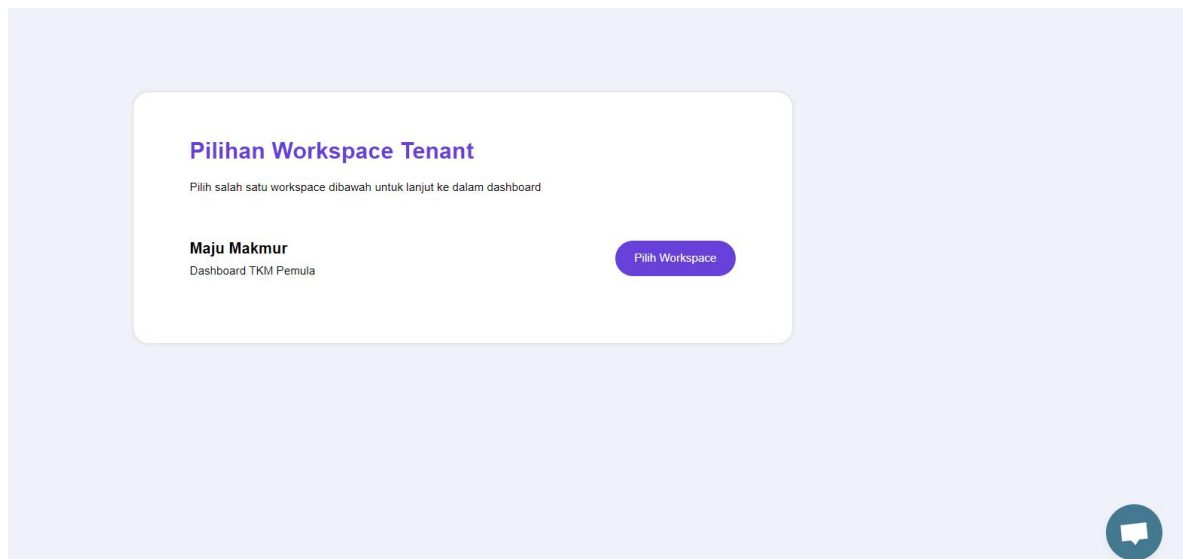 Pilihan Workspace Tenant
Pilih salah satu workspace dibawah untuk lanjut ke dalam dashboard
Maju Makmur
Dashboard TKM Pemula
Pilih Workspace